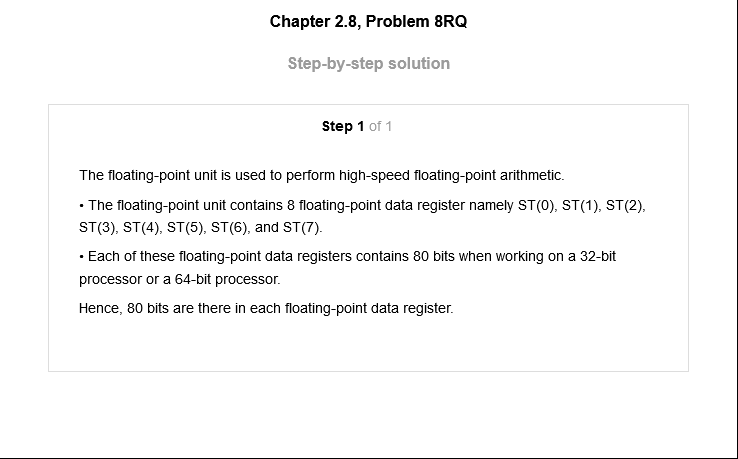 Chapter 2.8, Problem 8RQ
Step-by-step solution
Step 1 of 1
The floating-point unit is used to perform high-speed floating-point arithmetic.
• The floating-point unit contains 8 floating-point data register namely ST(0), ST(1), ST(2),
ST(3), ST(4), ST(5), ST(6), and ST(7).
• Each of these floating-point data registers contains 80 bits when working on a 32-bit
processor or a 64-bit processor.
Hence, 80 bits are there in each floating-point data register.